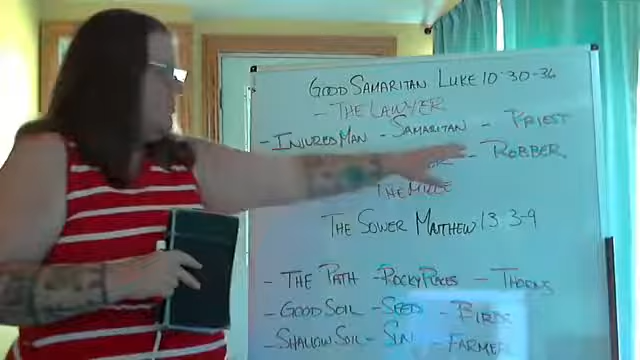 GOOD SAMARITAN LUKE 10:30-36
- THE LAWYER
- INJURED MAN - SAMARITAN - PRIEST
- ROBBER
THE
THE SOWER MATTHEW 13:3-9
- THE PATH - ROCKY PLACES - THORNS
- GOOD SOIL - SEED - BIRDS
- SHALLOW SOIL - SUN - FARMER